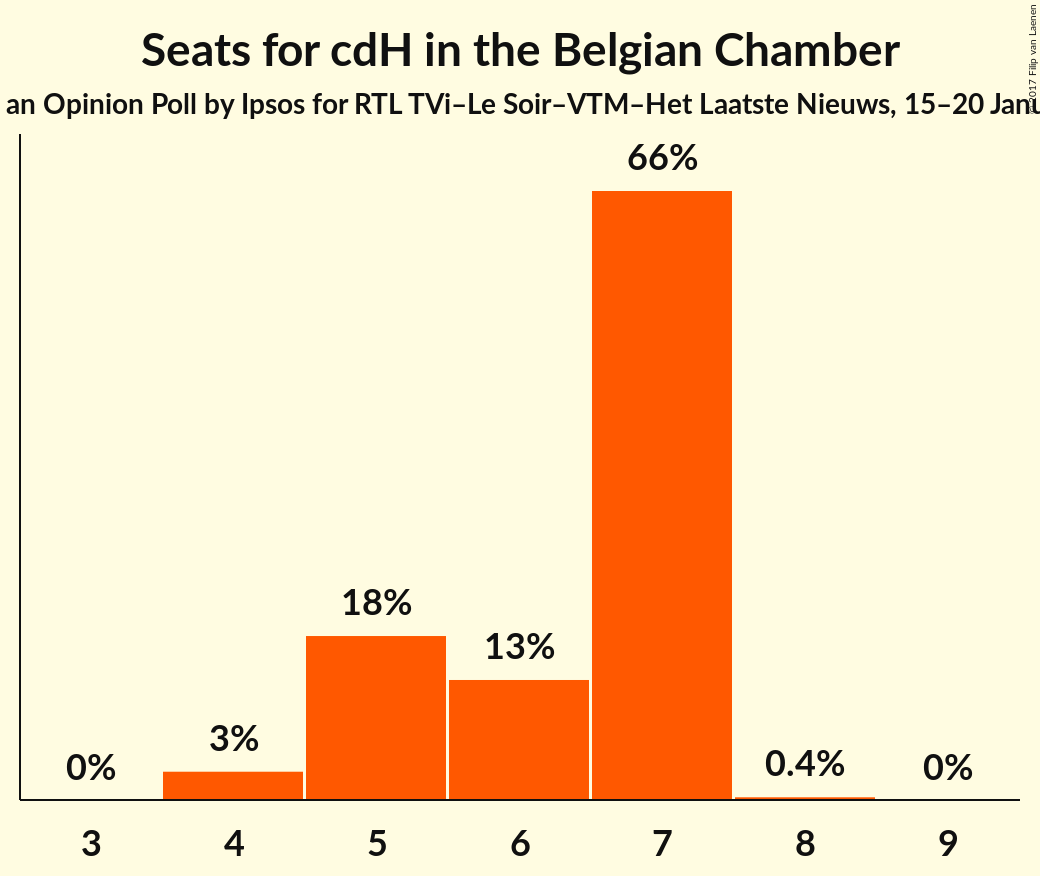 Seats for cdH in the Belgian Chamber
an Opinion Poll by Ipsos for RTL TVi–Le Soir–VTM–Het Laatste Nieuws, 15–20
© 2017 Filip van Laenen
66%
18%
13%
3%
0%
0.4%
0%
3 4 5 6 7 8 9